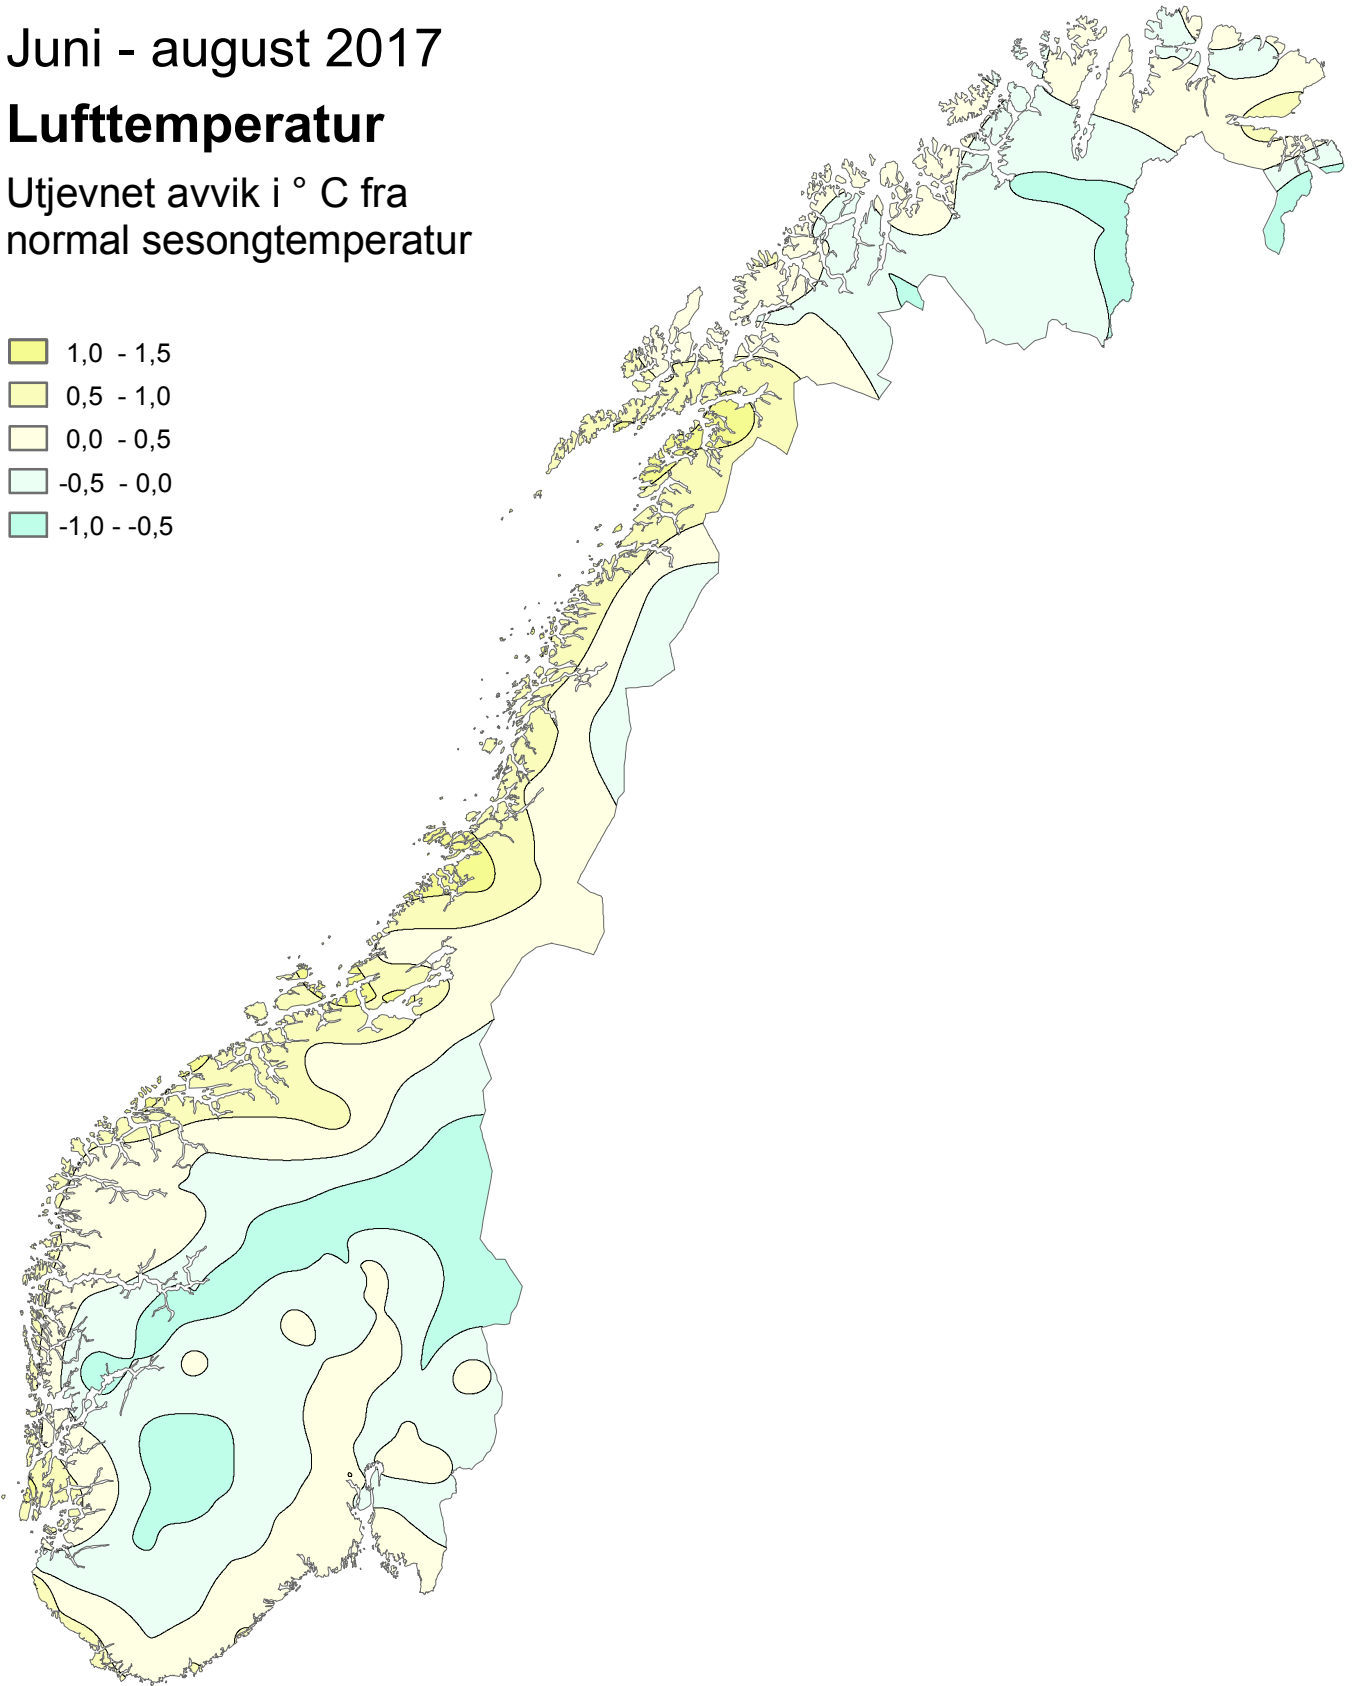 Juni - august 2017
Lufttemperatur
Utjevnet avvik i ° C fra
normal sesongtemperatur
1,0 - 1,5
0,5 - 1,0
0,0 - 0,5
-0,5 - 0,0
-1,0 - -0,5